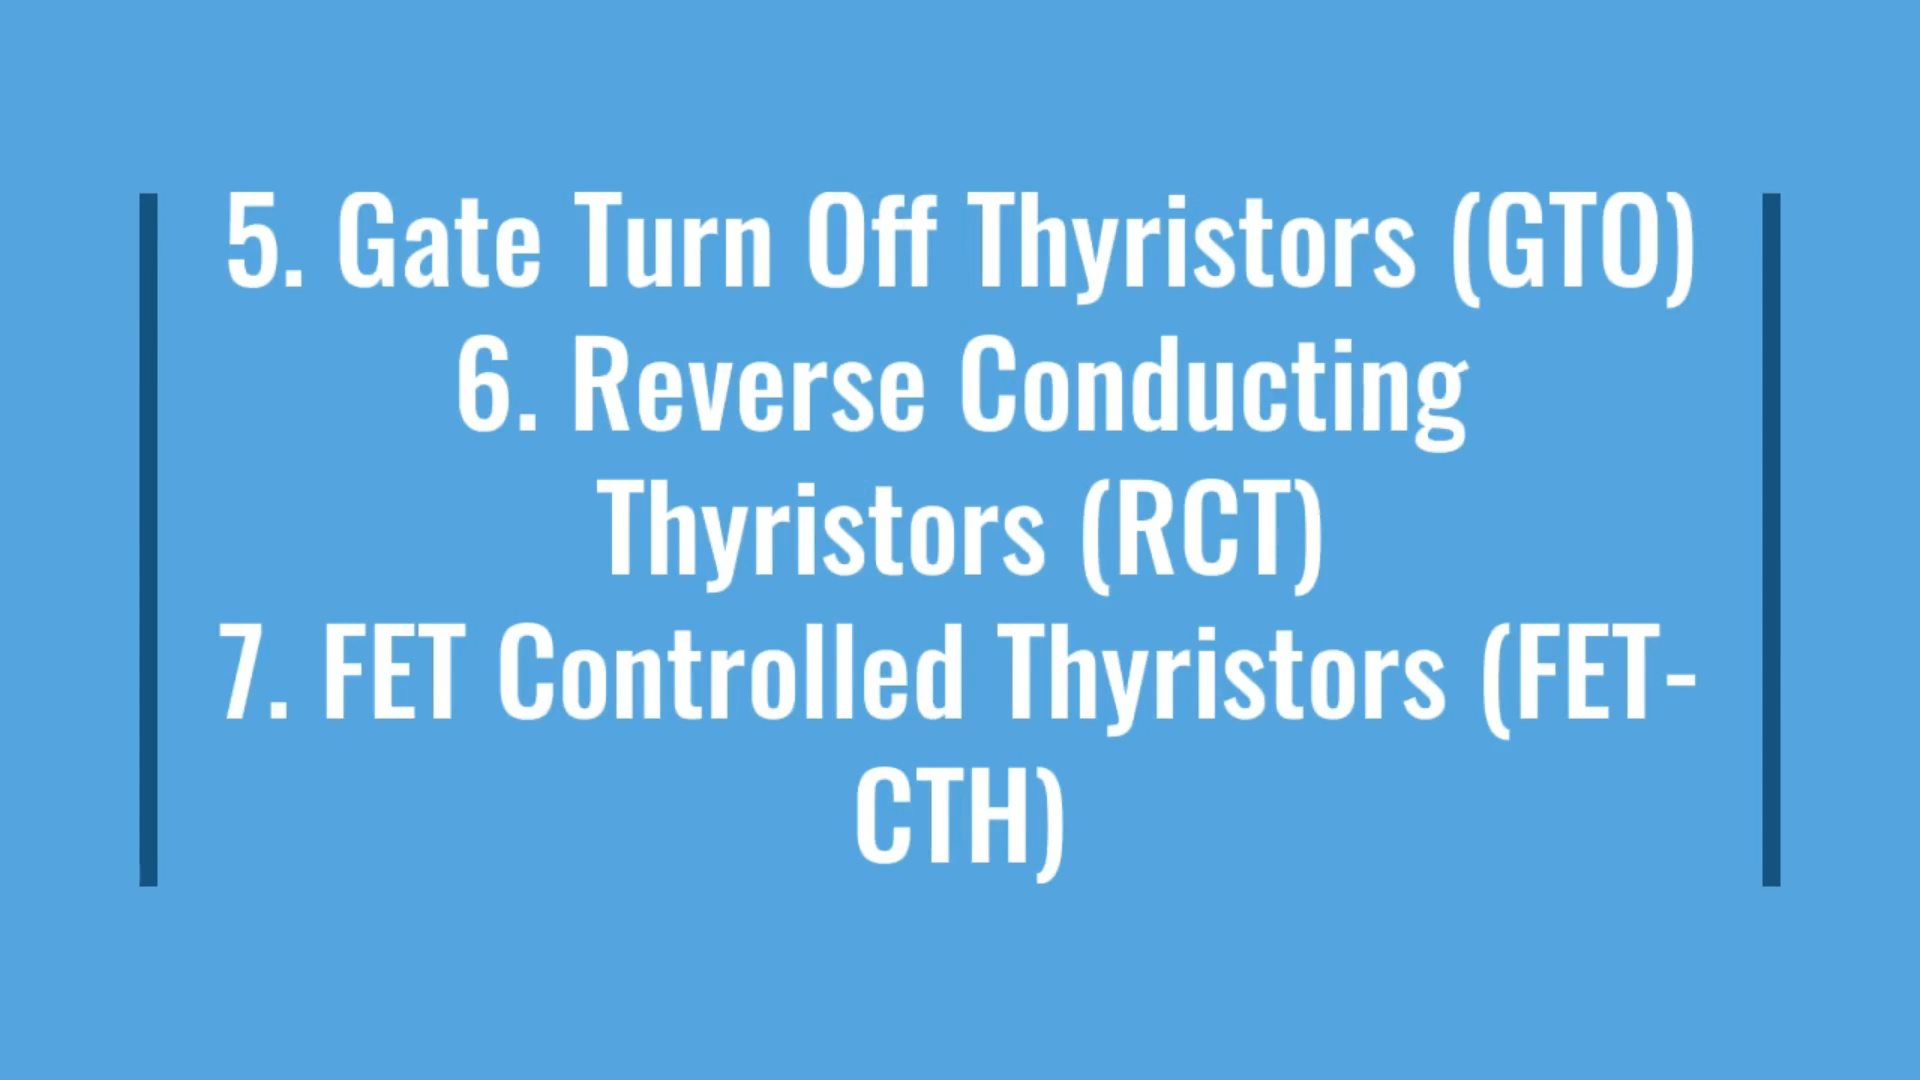 5. Gate Turn Off Thyristors (GTO)
6. Reverse Conducting
Thyristors (RCT)
7. FET Controlled Thyristors (FET-
CTH)